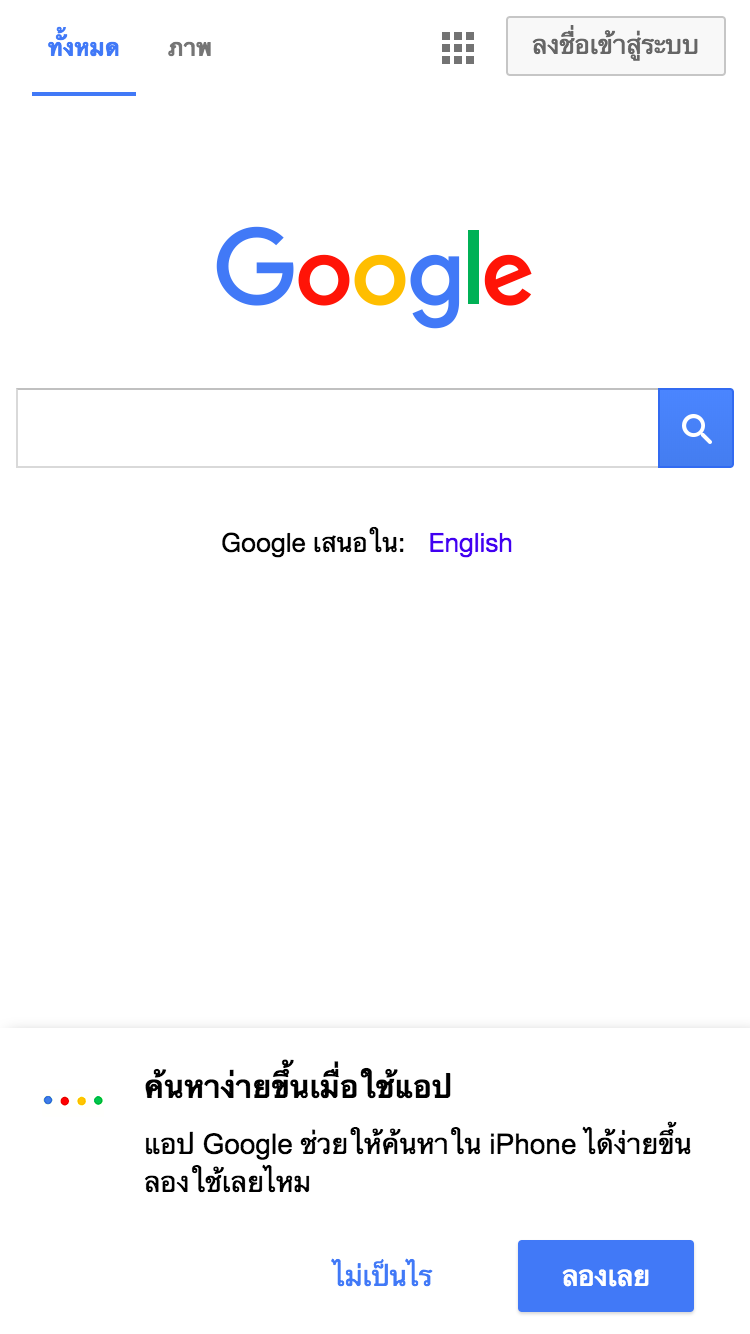 ทั้งหมด ภาพ ลงชื่อเข้าสู่ระบบ
Google
Google เสนอใน: English
ค้นหาง่ายขึ้นเมื่อใช้แอป
แอป Google ช่วยให้ค้นหาใน iPhone ได้ง่ายขึ้น
ลองใช้เลยไหม
ไม่เป็นไร ลองเลย